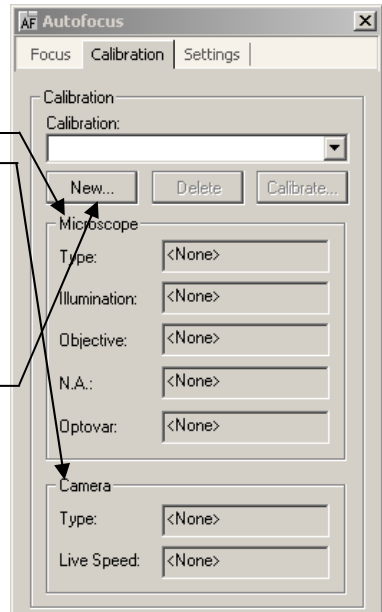 AF Autofocus
Focus Calibration Settings
Calibration
Calibration:
New... Delete Calibrate...
Microscope
Type: <None>
Illumination: <None>
Objective: <None>
N.A.: <None>
Optovar: <None>
Camera
Type: <None>
Live Speed: <None>